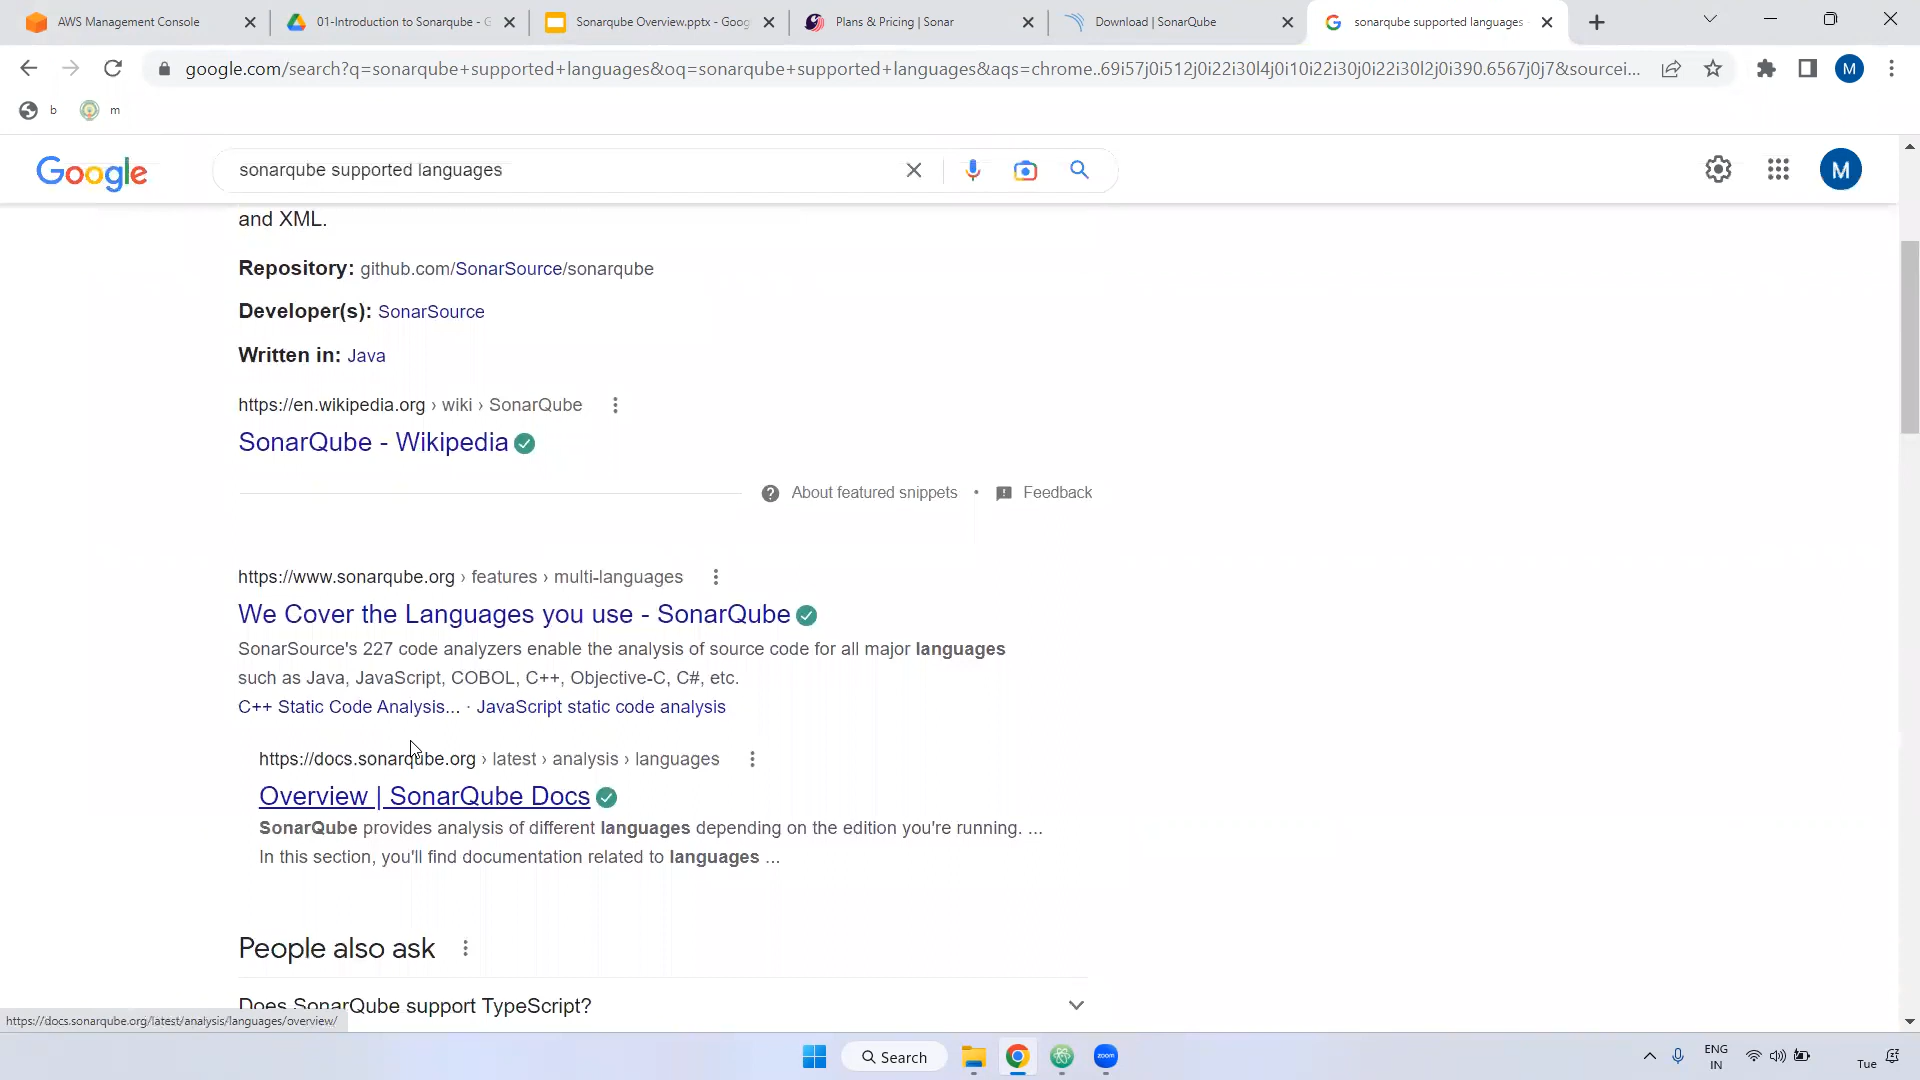 AWS Management Console
01-Introduction to Sonarqube - G
Sonarqube Overview.pptx - Goog
Plans & Pricing | Sonar
Download | SonarQube
sonarqube supported languages -
google.com/search?q=sonarqube+supported+languages&oq=sonarqube+supported+languages&aqs=chrome..69i57j0i512j0i22i30l4j0i10i22i30j0i22i30l2j0i390.6567j0j7&sourcei...
M
b
m
Google
sonarqube supported languages
M
and XML.
Repository: github.com/SonarSource/sonarqube
Developer(s): SonarSource
Written in: Java
https://en.wikipedia.org › wiki › SonarQube
SonarQube - Wikipedia
About featured snippets • Feedback
https://www.sonarqube.org › features › multi-languages
We Cover the Languages you use - SonarQube
SonarSource's 227 code analyzers enable the analysis of source code for all major languages
such as Java, JavaScript, COBOL, C++, Objective-C, C#, etc.
C++ Static Code Analysis... · JavaScript static code analysis
https://docs.sonarqube.org › latest › analysis › languages
Overview | SonarQube Docs
SonarQube provides analysis of different languages depending on the edition you're running. ...
In this section, you'll find documentation related to languages ...
People also ask
Does SonarQube support TypeScript?
https://docs.sonarqube.org/latest/analysis/languages/overview/
Search
zoom
ENG
IN
Tue